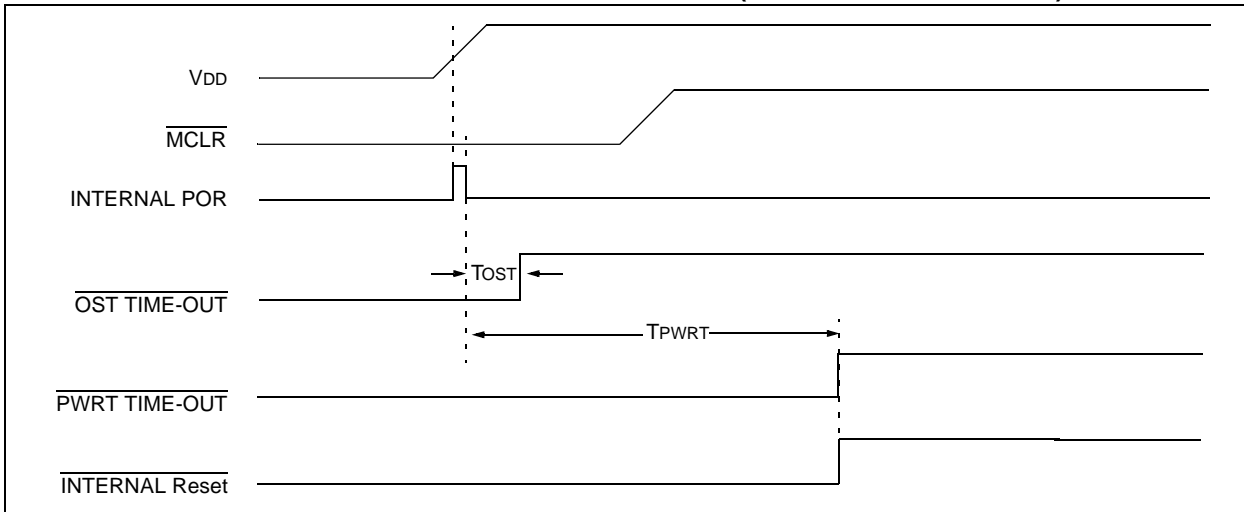 VDD
MCLR
INTERNAL POR
TOST
OST TIME-OUT
TPWRT
PWRT TIME-OUT
INTERNAL Reset